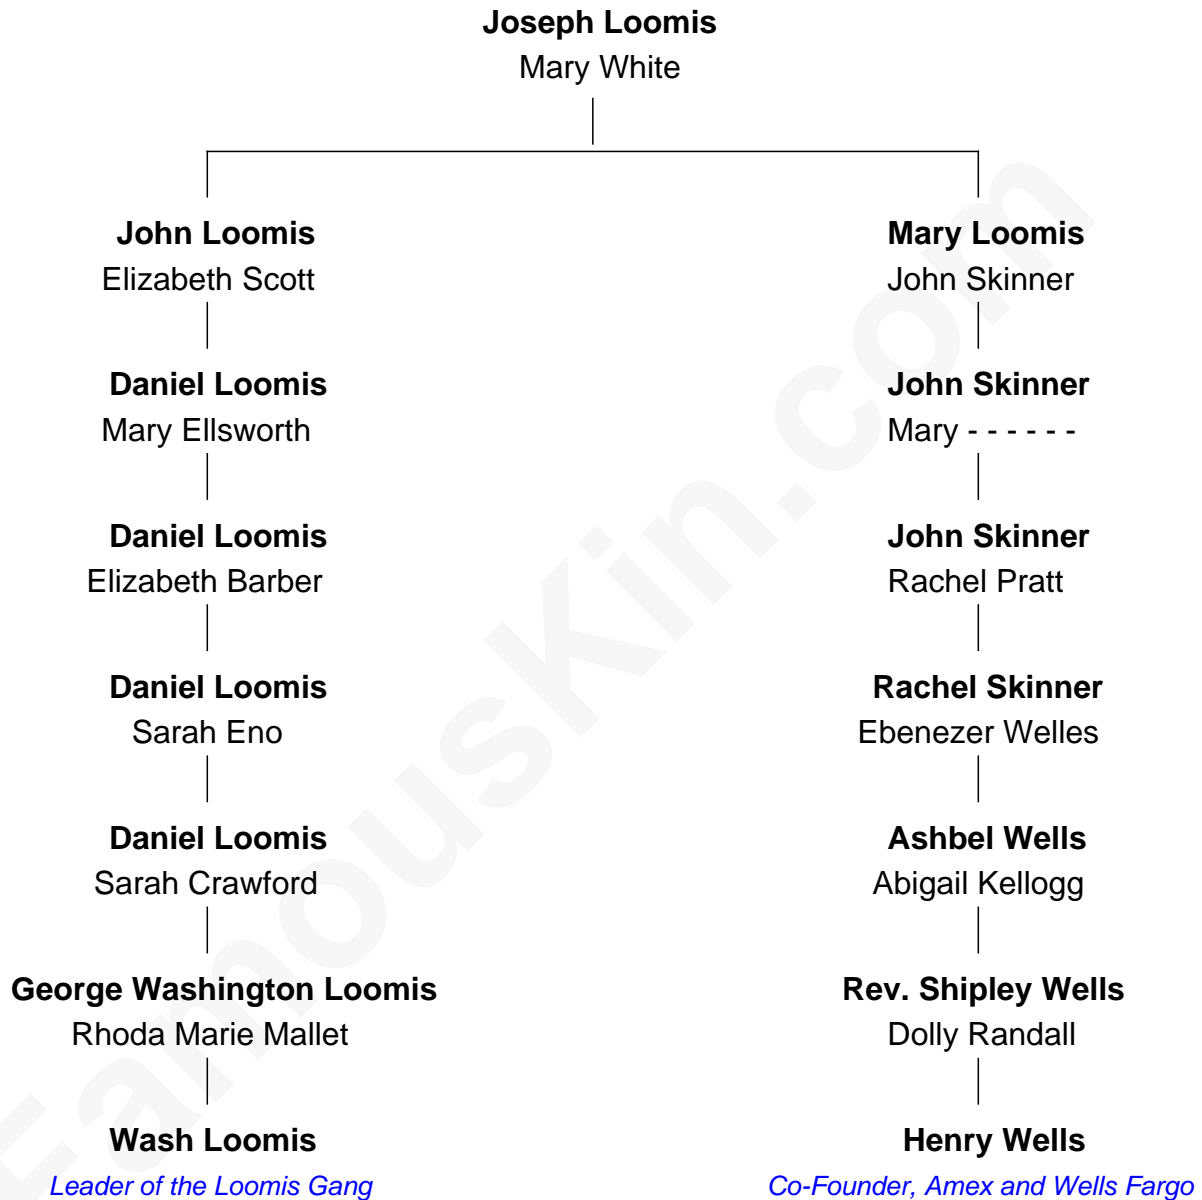 Joseph Loomis
Mary White
John Loomis
Elizabeth Scott
Mary Loomis
John Skinner
Daniel Loomis
Mary Ellsworth
John Skinner
Mary - - - - - -
Daniel Loomis
Elizabeth Barber
John Skinner
Rachel Pratt
Daniel Loomis
Sarah Eno
Rachel Skinner
Ebenezer Welles
Daniel Loomis
Sarah Crawford
Ashbel Wells
Abigail Kellogg
George Washington Loomis
Rhoda Marie Mallet
Rev. Shipley Wells
Dolly Randall
Wash Loomis
Leader of the Loomis Gang
Henry Wells
Co-Founder, Amex and Wells Fargo
FamousKin.com